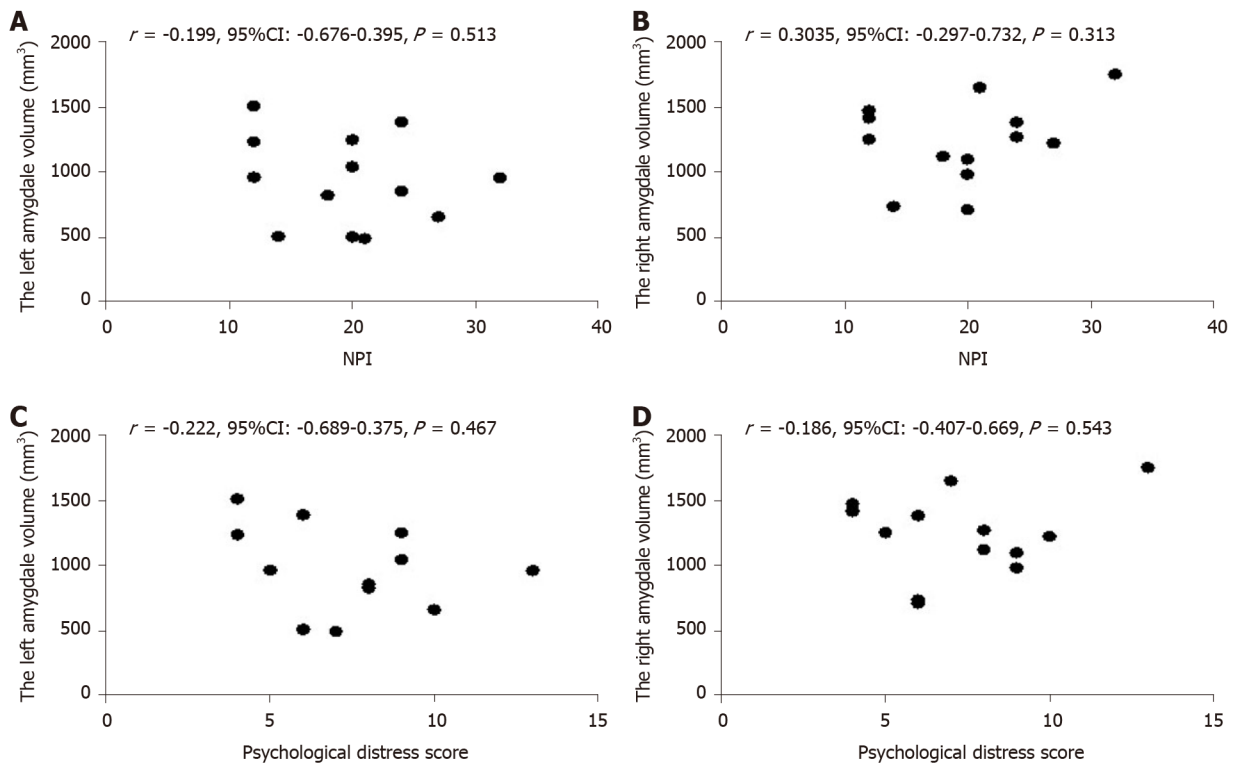 A
r = -0.199, 95%CI: -0.676-0.395, P = 0.513
The left amygdale volume (mm³)
2000
1500
1000
500
0
0 10 20 30 40
NPI
B
r = 0.3035, 95%CI: -0.297-0.732, P = 0.313
The right amygdale volume (mm³)
2000
1500
1000
500
0
0 10 20 30 40
NPI
C
r = -0.222, 95%CI: -0.689-0.375, P = 0.467
The left amygdale volume (mm³)
2000
1500
1000
500
0
0 5 10 15
Psychological distress score
D
r = -0.186, 95%CI: -0.407-0.669, P = 0.543
The right amygdale volume (mm³)
2000
1500
1000
500
0
0 5 10 15
Psychological distress score